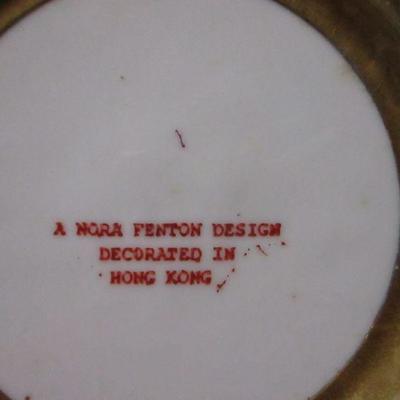 A NORA FENTON DESIGN
DECORATED IN
HONG KONG